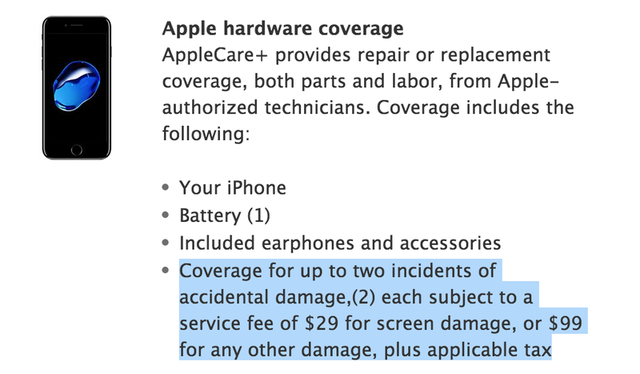 Apple hardware coverage
AppleCare+ provides repair or replacement
coverage, both parts and labor, from Apple-
authorized technicians. Coverage includes the
following:
• Your iPhone
• Battery (1)
• Included earphones and accessories
• Coverage for up to two incidents of
accidental damage,(2) each subject to a
service fee of $29 for screen damage, or $99
for any other damage, plus applicable tax